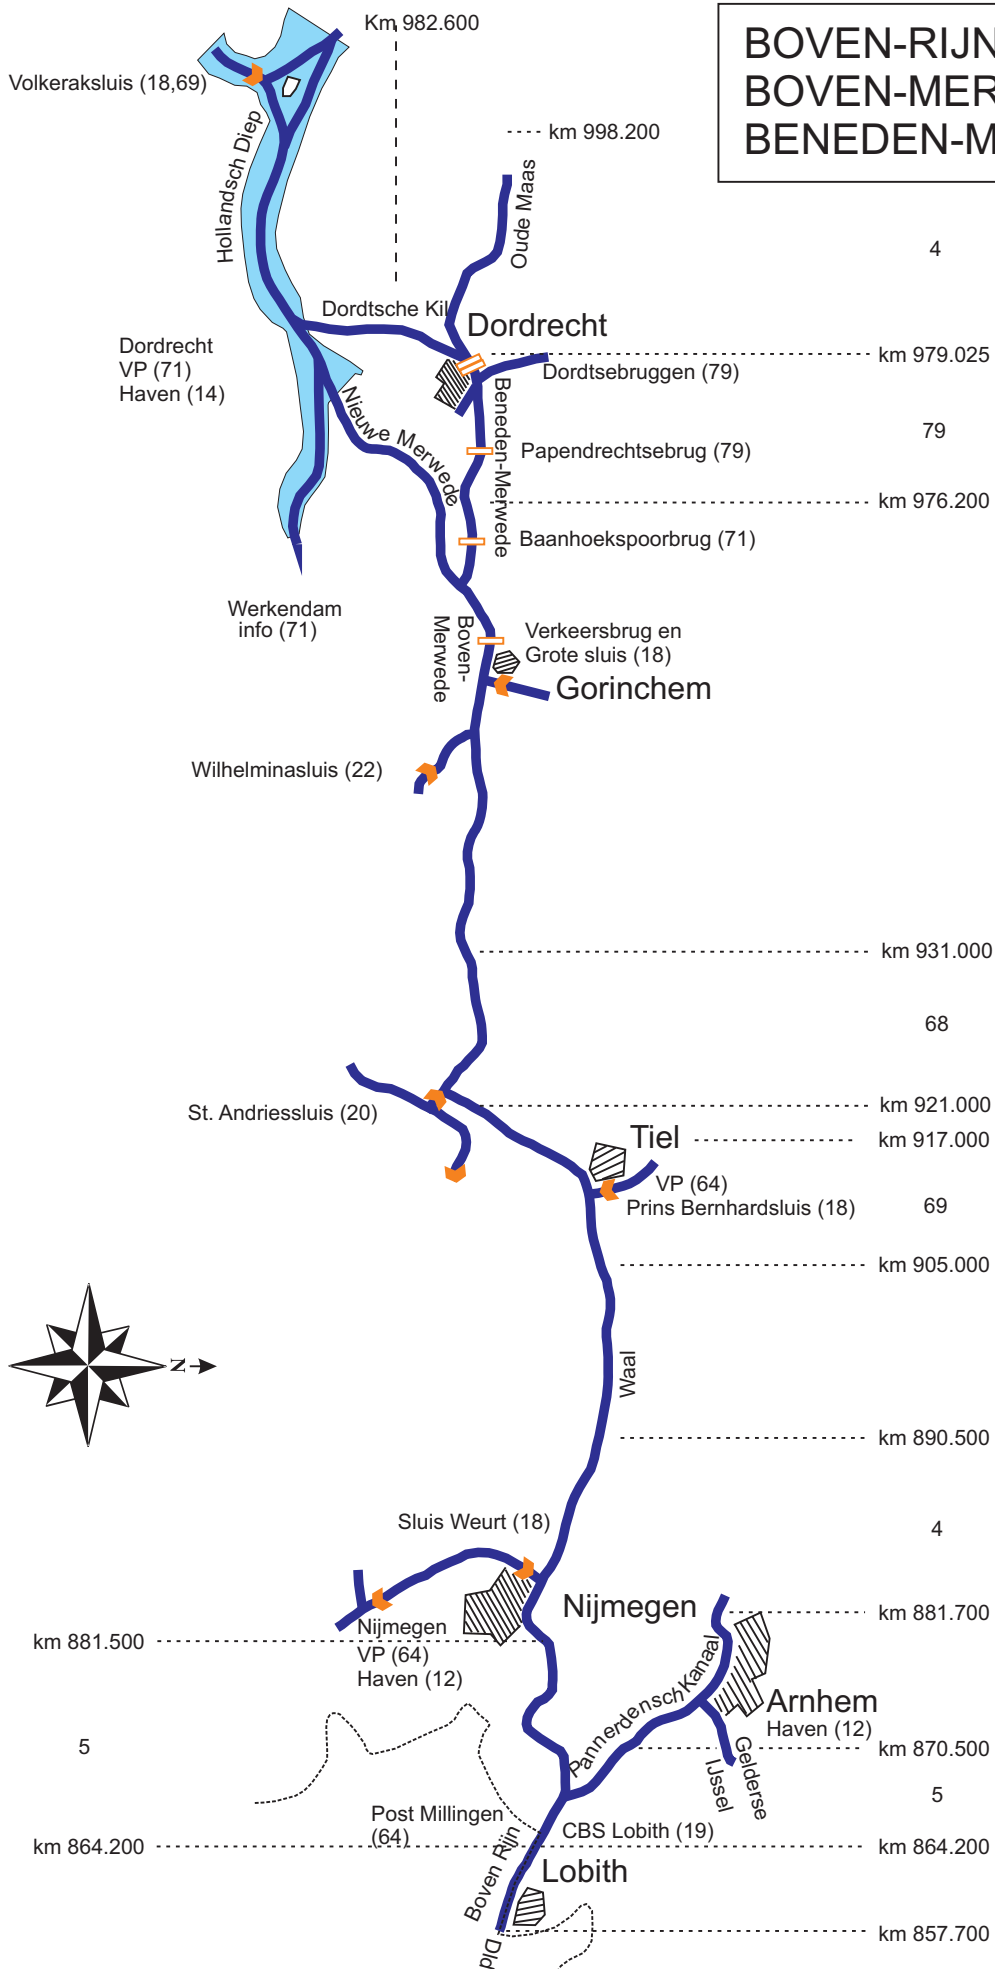 BOVEN-RIJN
BOVEN-MER
BENEDEN-M
Km 982.600
Volkeraksluis (18,69)
km 998.200
Hollandsch Diep
Oude Maas
4
Dordtsche Kil
Dordrecht
Dordrecht
VP (71)
Haven (14)
km 979.025
Dordtsebruggen (79)
Nieuwe Merwede
Beneden-Merwede
79
Papendrechtsebrug (79)
km 976.200
Baanhoekspoorbrug (71)
Werkendam
info (71)
Boven-
Merwede
Verkeersbrug en
Grote sluis (18)
Gorinchem
Wilhelminasluis (22)
km 931.000
68
St. Andriessluis (20)
km 921.000
Tiel
km 917.000
VP (64)
Prins Bernhardsluis (18)
69
km 905.000
N
Waal
km 890.500
Sluis Weurt (18)
4
Nijmegen
km 881.700
Nijmegen
VP (64)
Haven (12)
km 881.500
Pannerdensch Kanaal
Arnhem
Haven (12)
5
km 870.500
Gelderse
IJssel
5
Post Millingen
(64)
CBS Lobith (19)
km 864.200
km 864.200
Boven Rijn
Lobith
km 857.700
Dld